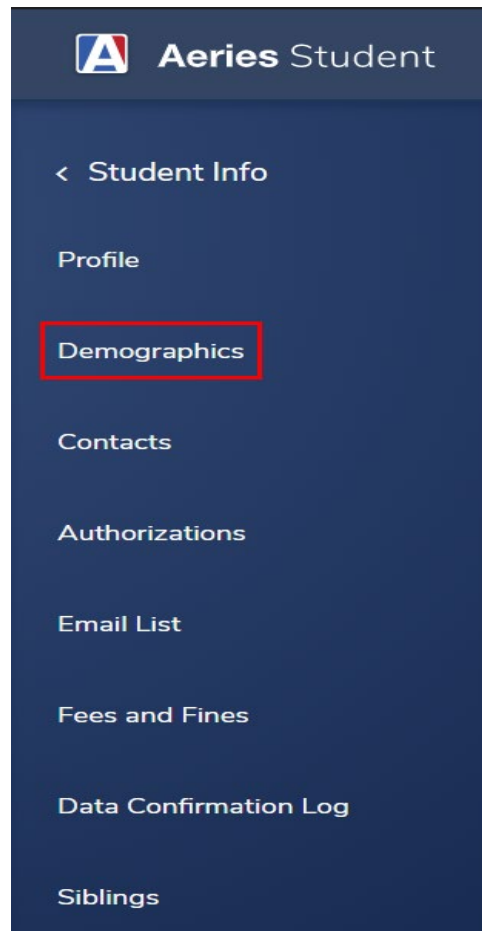 Aeries Student
< Student Info
Profile
Demographics
Contacts
Authorizations
Email List
Fees and Fines
Data Confirmation Log
Siblings